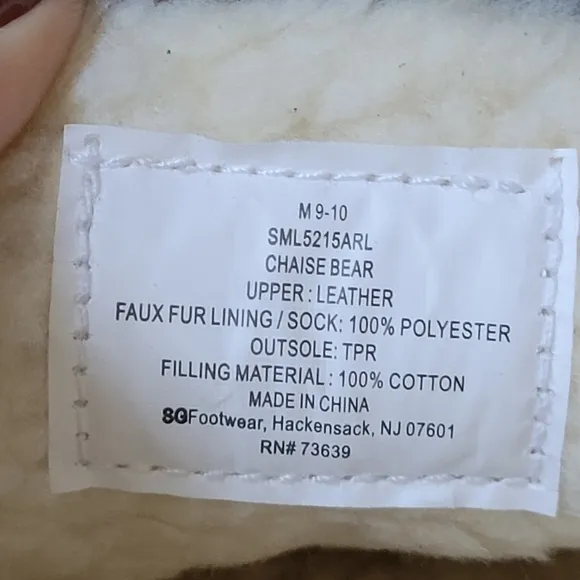 M 9-10
SML5215ARL
CHAISE BEAR
UPPER : LEATHER
FAUX FUR LINING / SOCK: 100% POLYESTER
OUTSOLE: TPR
FILLING MATERIAL : 100% COTTON
MADE IN CHINA
SGFootwear, Hackensack, NJ 07601
RN# 73639